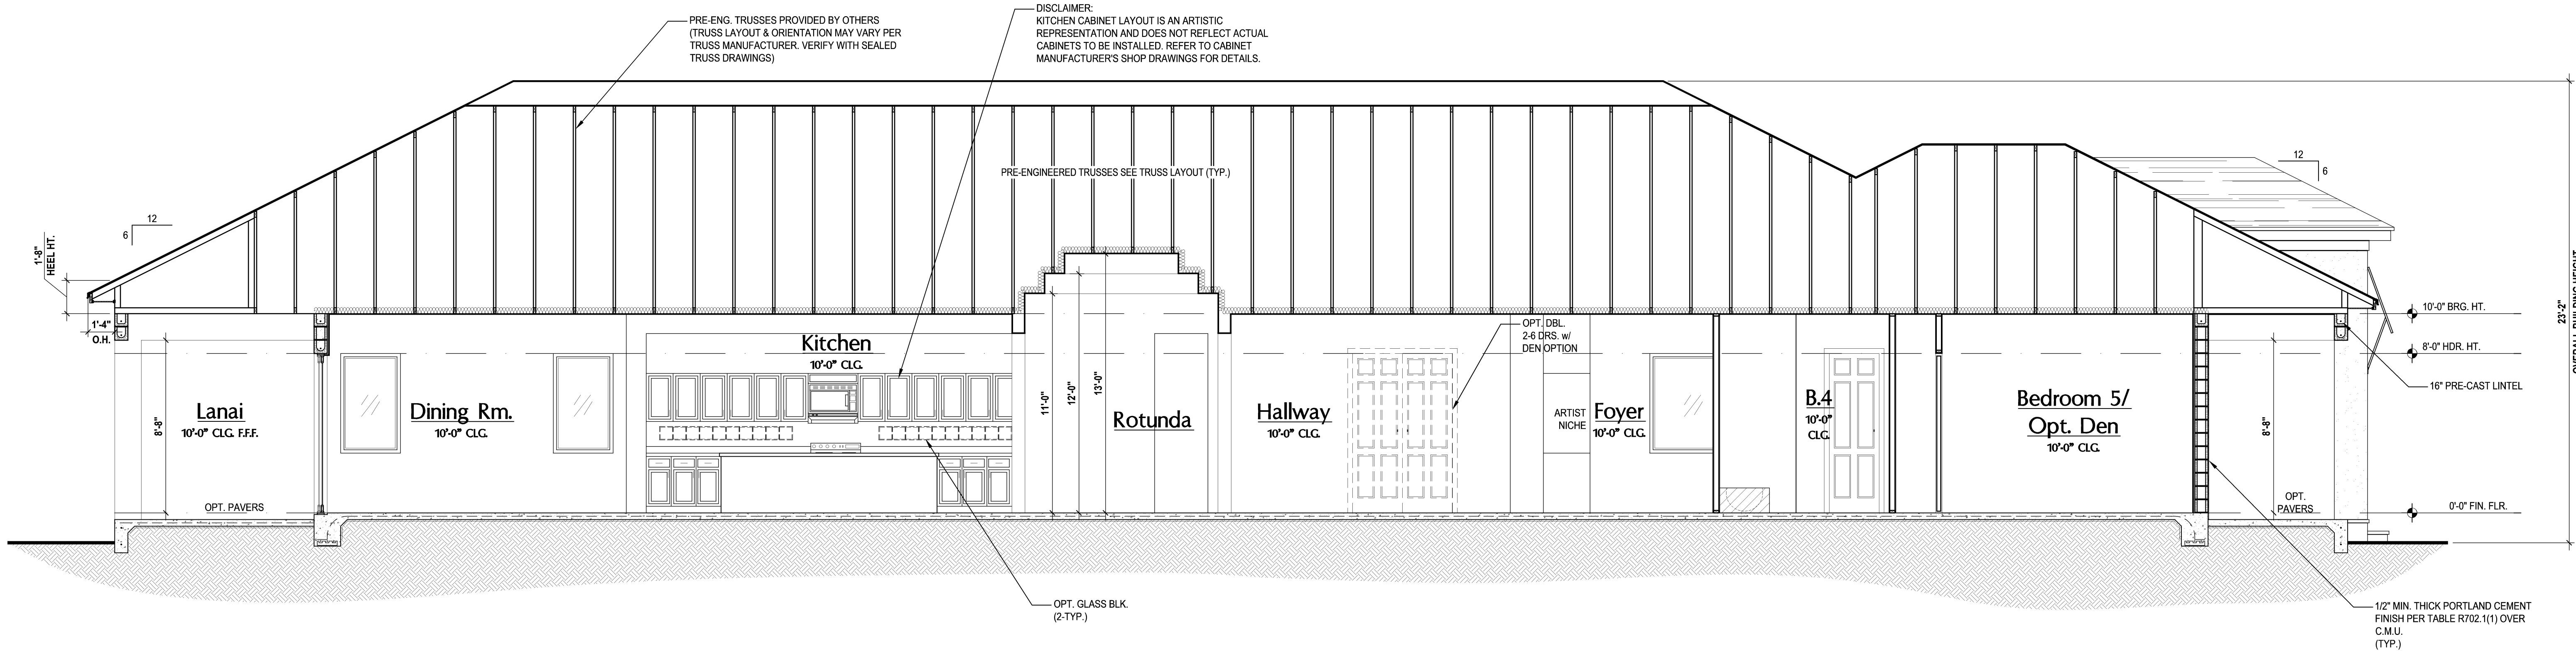 PRE-ENG. TRUSSES PROVIDED BY OTHERS
(TRUSS LAYOUT & ORIENTATION MAY VARY PER
TRUSS MANUFACTURER. VERIFY WITH SEALED
TRUSS DRAWINGS)
DISCLAIMER:
KITCHEN CABINET LAYOUT IS AN ARTISTIC
REPRESENTATION AND DOES NOT REFLECT ACTUAL
CABINETS TO BE INSTALLED. REFER TO CABINET
MANUFACTURER'S SHOP DRAWINGS FOR DETAILS.
PRE-ENGINEERED TRUSSES SEE TRUSS LAYOUT (TYP.)
12
6
12
6
1'-8"
HEEL HT.
1'-4"
O.H.
8'-8"
Lanai
10'-0" CLG. F.F.F.
OPT. PAVERS
Dining Rm.
10'-0" CLG.
Kitchen
10'-0" CLG.
11'-0"
12'-0"
13'-0"
Rotunda
Hallway
10'-0" CLG.
OPT. DBL.
2-6 DRS. w/
DEN OPTION
ARTIST
NICHE
Foyer
10'-0" CLG.
B.4
10'-0"
CLG.
Bedroom 5/
Opt. Den
10'-0" CLG.
8'-8"
OPT.
PAVERS
10'-0" BRG. HT.
8'-0" HDR. HT.
16" PRE-CAST LINTEL
0'-0" FIN. FLR.
23'-2"
OVERALL BUILDING HEIGHT
OPT. GLASS BLK.
(2-TYP.)
1/2" MIN. THICK PORTLAND CEMENT
FINISH PER TABLE R702.1(1) OVER
C.M.U.
(TYP.)